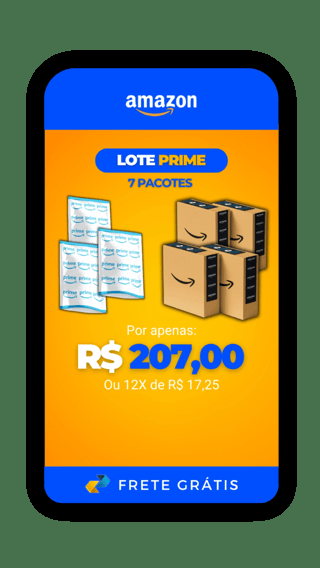 amazon
LOTE PRIME
7 PACOTES
Por apenas:
R$ 207,00
Ou 12X de R$ 17,25
FRETE GRÁTIS